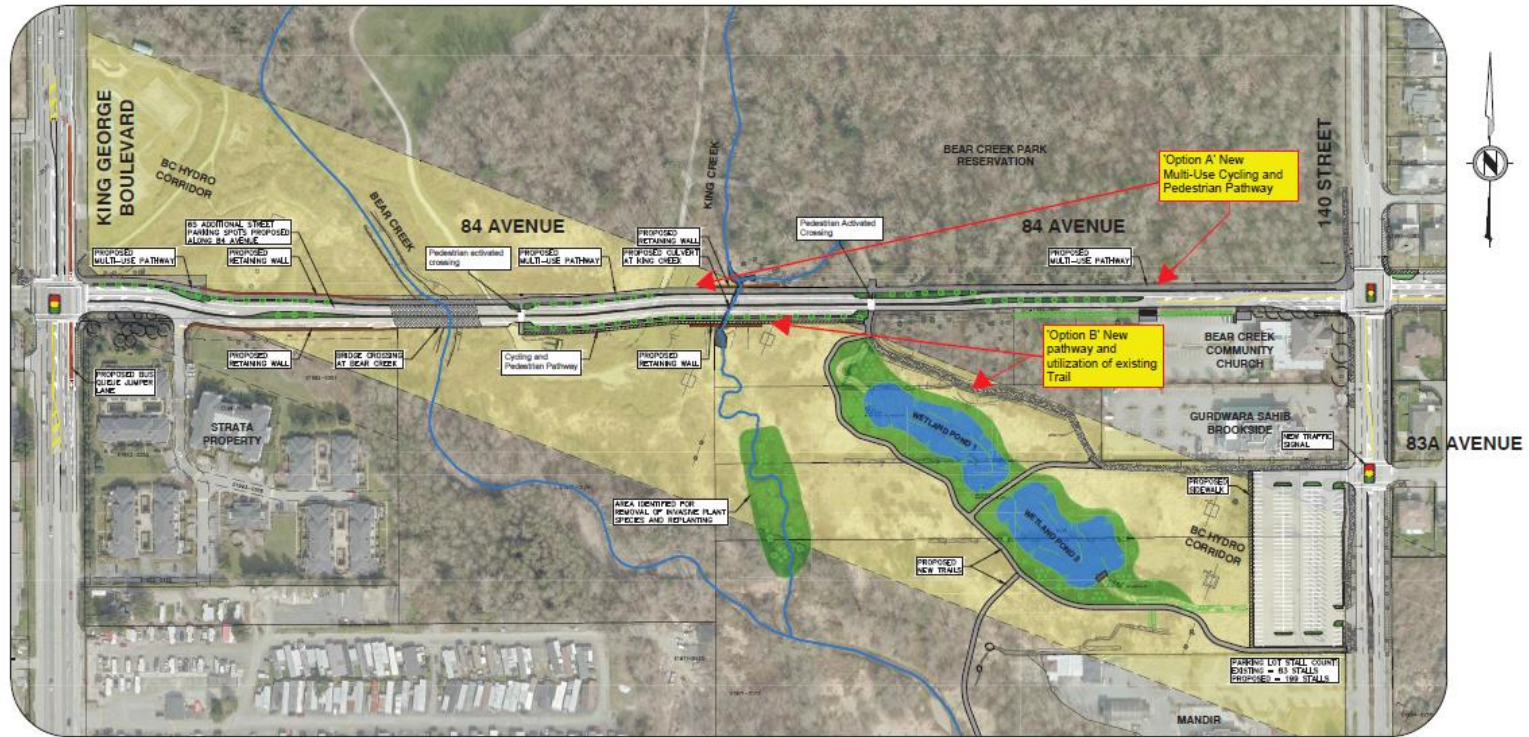 KING GEORGE
BOULEVARD
BC HYDRO
CORRIDOR
BEAR CREEK
84 AVENUE
KING CREEK
BEAR CREEK PARK
RESERVATION
'Option A' New
Multi-Use Cycling and
Pedestrian Pathway
140 STREET
84 AVENUE
65 ADDITIONAL STREET
PARKING SPOTS PROPOSED
ALONG 84 AVENUE
PROPOSED
MULTI-USE PATHWAY
PROPOSED
RETAINING WALL
Pedestrian activated
crossing
PROPOSED
MULTI-USE PATHWAY
PROPOSED
RETAINING WALL
PROPOSED CULVERT
AT KING CREEK
Pedestrian Activated
Crossing
PROPOSED
MULTI-USE PATHWAY
PROPOSED BUS
QUEUE JUMPER
LANE
PROPOSED
RETAINING WALL
BRIDGE CROSSING
AT BEAR CREEK
Cycling and
Pedestrian Pathway
PROPOSED
RETAINING WALL
'Option B' New
pathway and
utilization of existing
Trail
BEAR CREEK
COMMUNITY
CHURCH
STRATA
PROPERTY
WETLAND POND 1
GURDWARA SAHIB
BROOKSIDE
NEW TRAFFIC
SIGNAL
83A AVENUE
AREA IDENTIFIED FOR
REMOVAL OF INVASIVE PLANT
SPECIES AND REPLANTING
PROPOSED
SIDEWALK
WETLAND POND 2
BC HYDRO
CORRIDOR
PROPOSED
NEW TRAILS
PARKING LOT STALL COUNT
EXISTING = 63 STALLS
PROPOSED = 199 STALLS
MANDIR